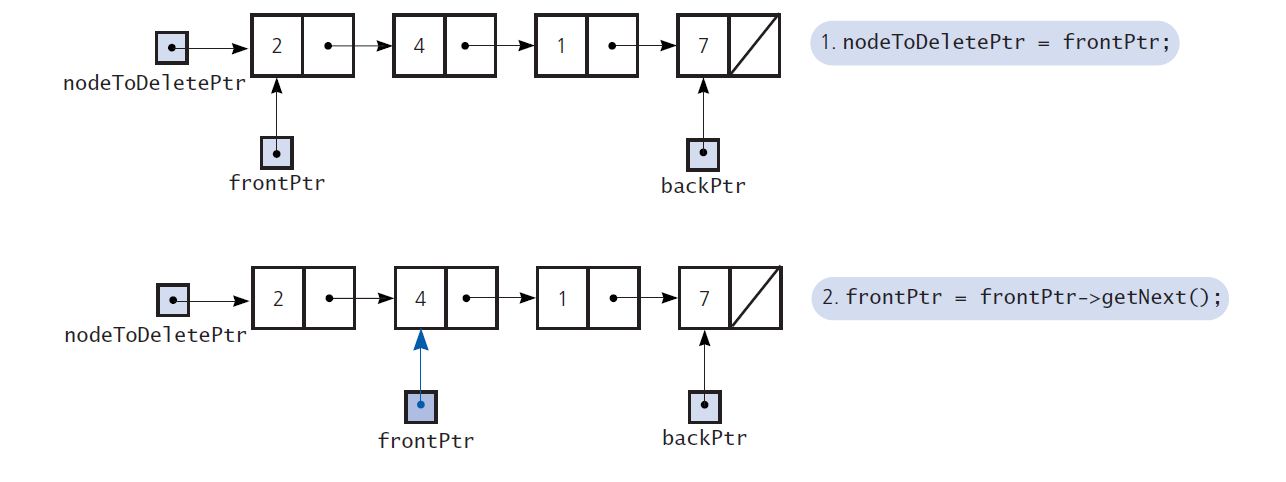 2 4 1 7
1. nodeToDeletePtr = frontPtr;
nodeToDeletePtr
frontPtr
backPtr
2 4 1 7
2. frontPtr = frontPtr->getNext();
nodeToDeletePtr
frontPtr
backPtr